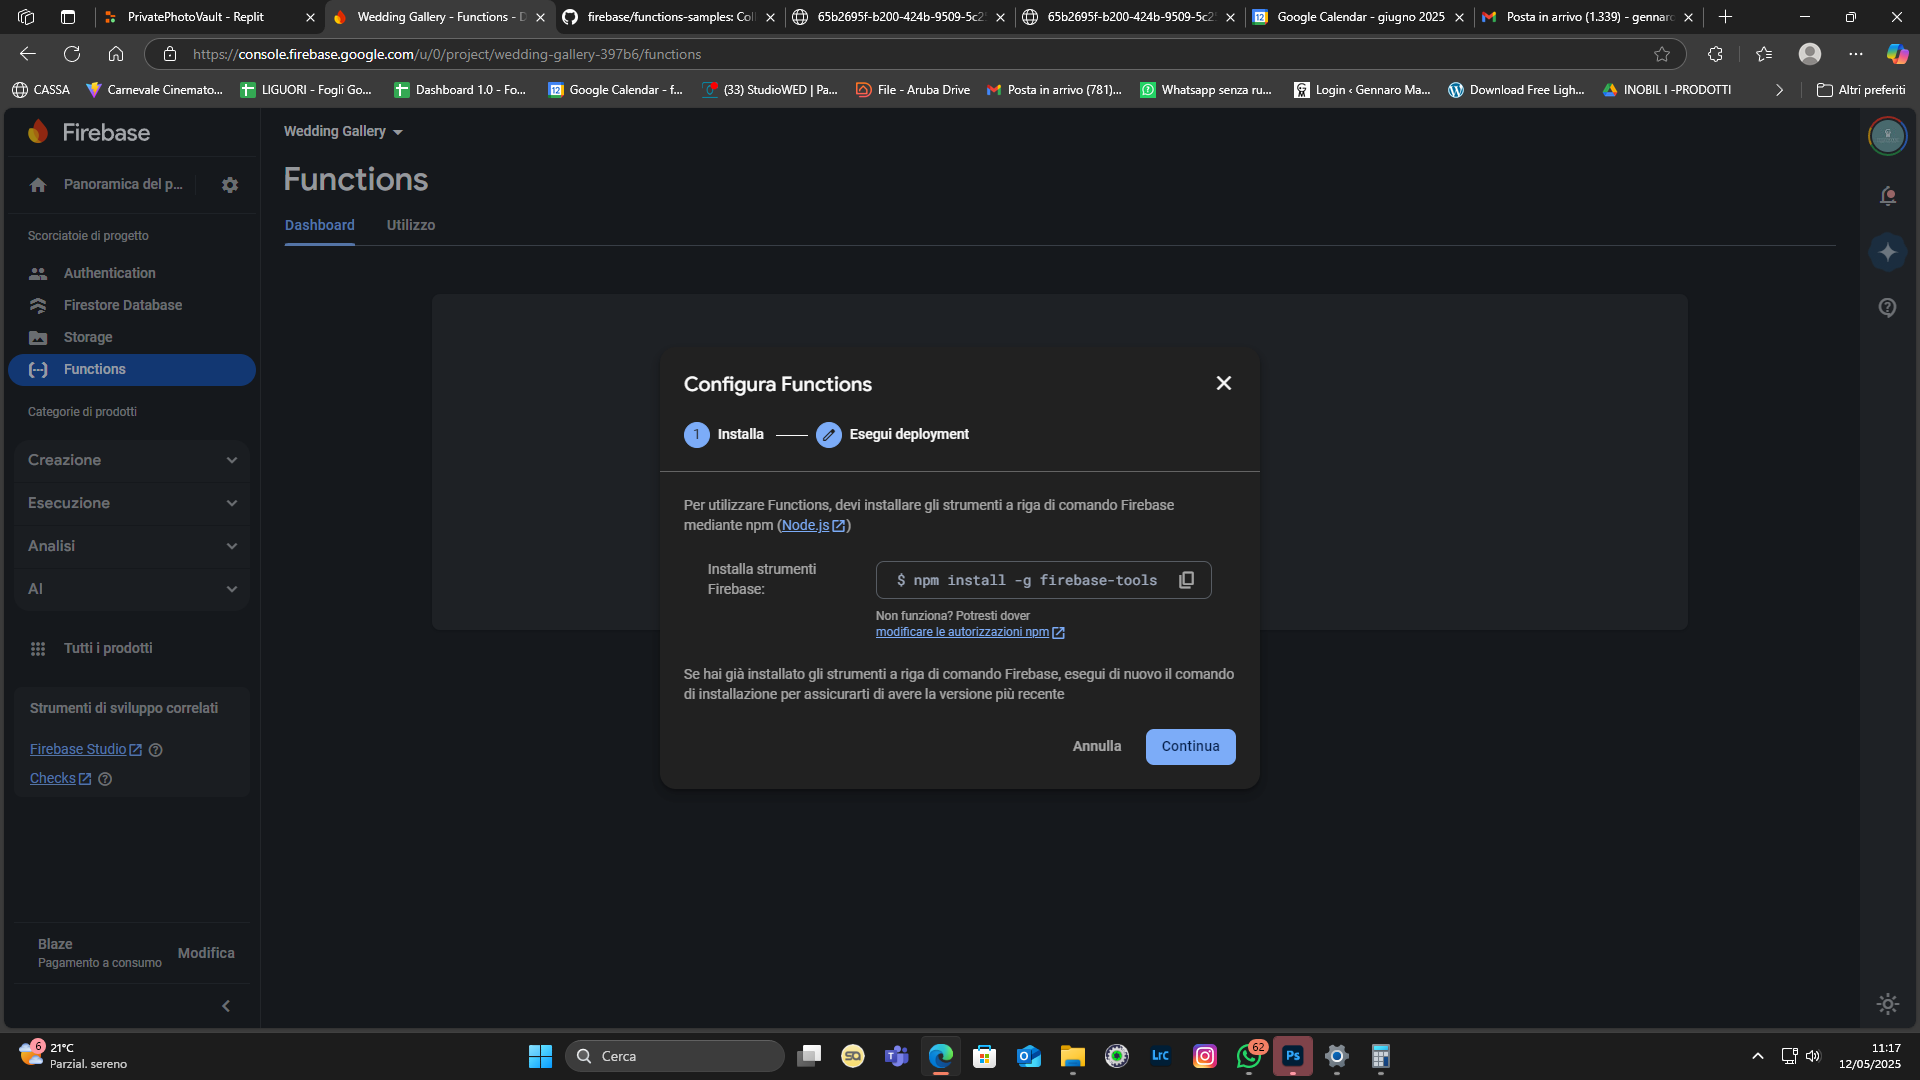 PrivatePhotoVault - Replit
Wedding Gallery - Functions - D
firebase/functions-samples: Col
65b2695f-b200-424b-9509-5c2
65b2695f-b200-424b-9509-5c2
Google Calendar - giugno 2025
Posta in arrivo (1.339) - gennaro
https://console.firebase.google.com/u/0/project/wedding-gallery-397b6/functions
CASSA
Carnevale Cinemato...
LIGUORI - Fogli Go...
Dashboard 1.0 - Fo...
Google Calendar - f...
(33) StudioWED | Pa...
File - Aruba Drive
Posta in arrivo (781)...
Whatsapp senza ru...
Login ‹ Gennaro Ma...
Download Free Ligh...
INOBIL I -PRODOTTI
Altri preferiti
Firebase
Panoramica del p...
Scorciatoie di progetto
Authentication
Firestore Database
Storage
Functions
Categorie di prodotti
Creazione
Esecuzione
Analisi
AI
Tutti i prodotti
Strumenti di sviluppo correlati
Firebase Studio
Checks
Blaze
Pagamento a consumo
Modifica
Wedding Gallery
Functions
Dashboard
Utilizzo
Configura Functions
1 Installa
Esegui deployment
Per utilizzare Functions, devi installare gli strumenti a riga di comando Firebase
mediante npm (Node.js)
Installa strumenti
Firebase:
$ npm install -g firebase-tools
Non funziona? Potresti dover
modificare le autorizzazioni npm
Se hai già installato gli strumenti a riga di comando Firebase, esegui di nuovo il comando
di installazione per assicurarti di avere la versione più recente
Annulla
Continua
6
21°C
Parzial. sereno
Cerca
SQ
LrC
62
Ps
11:17
12/05/2025